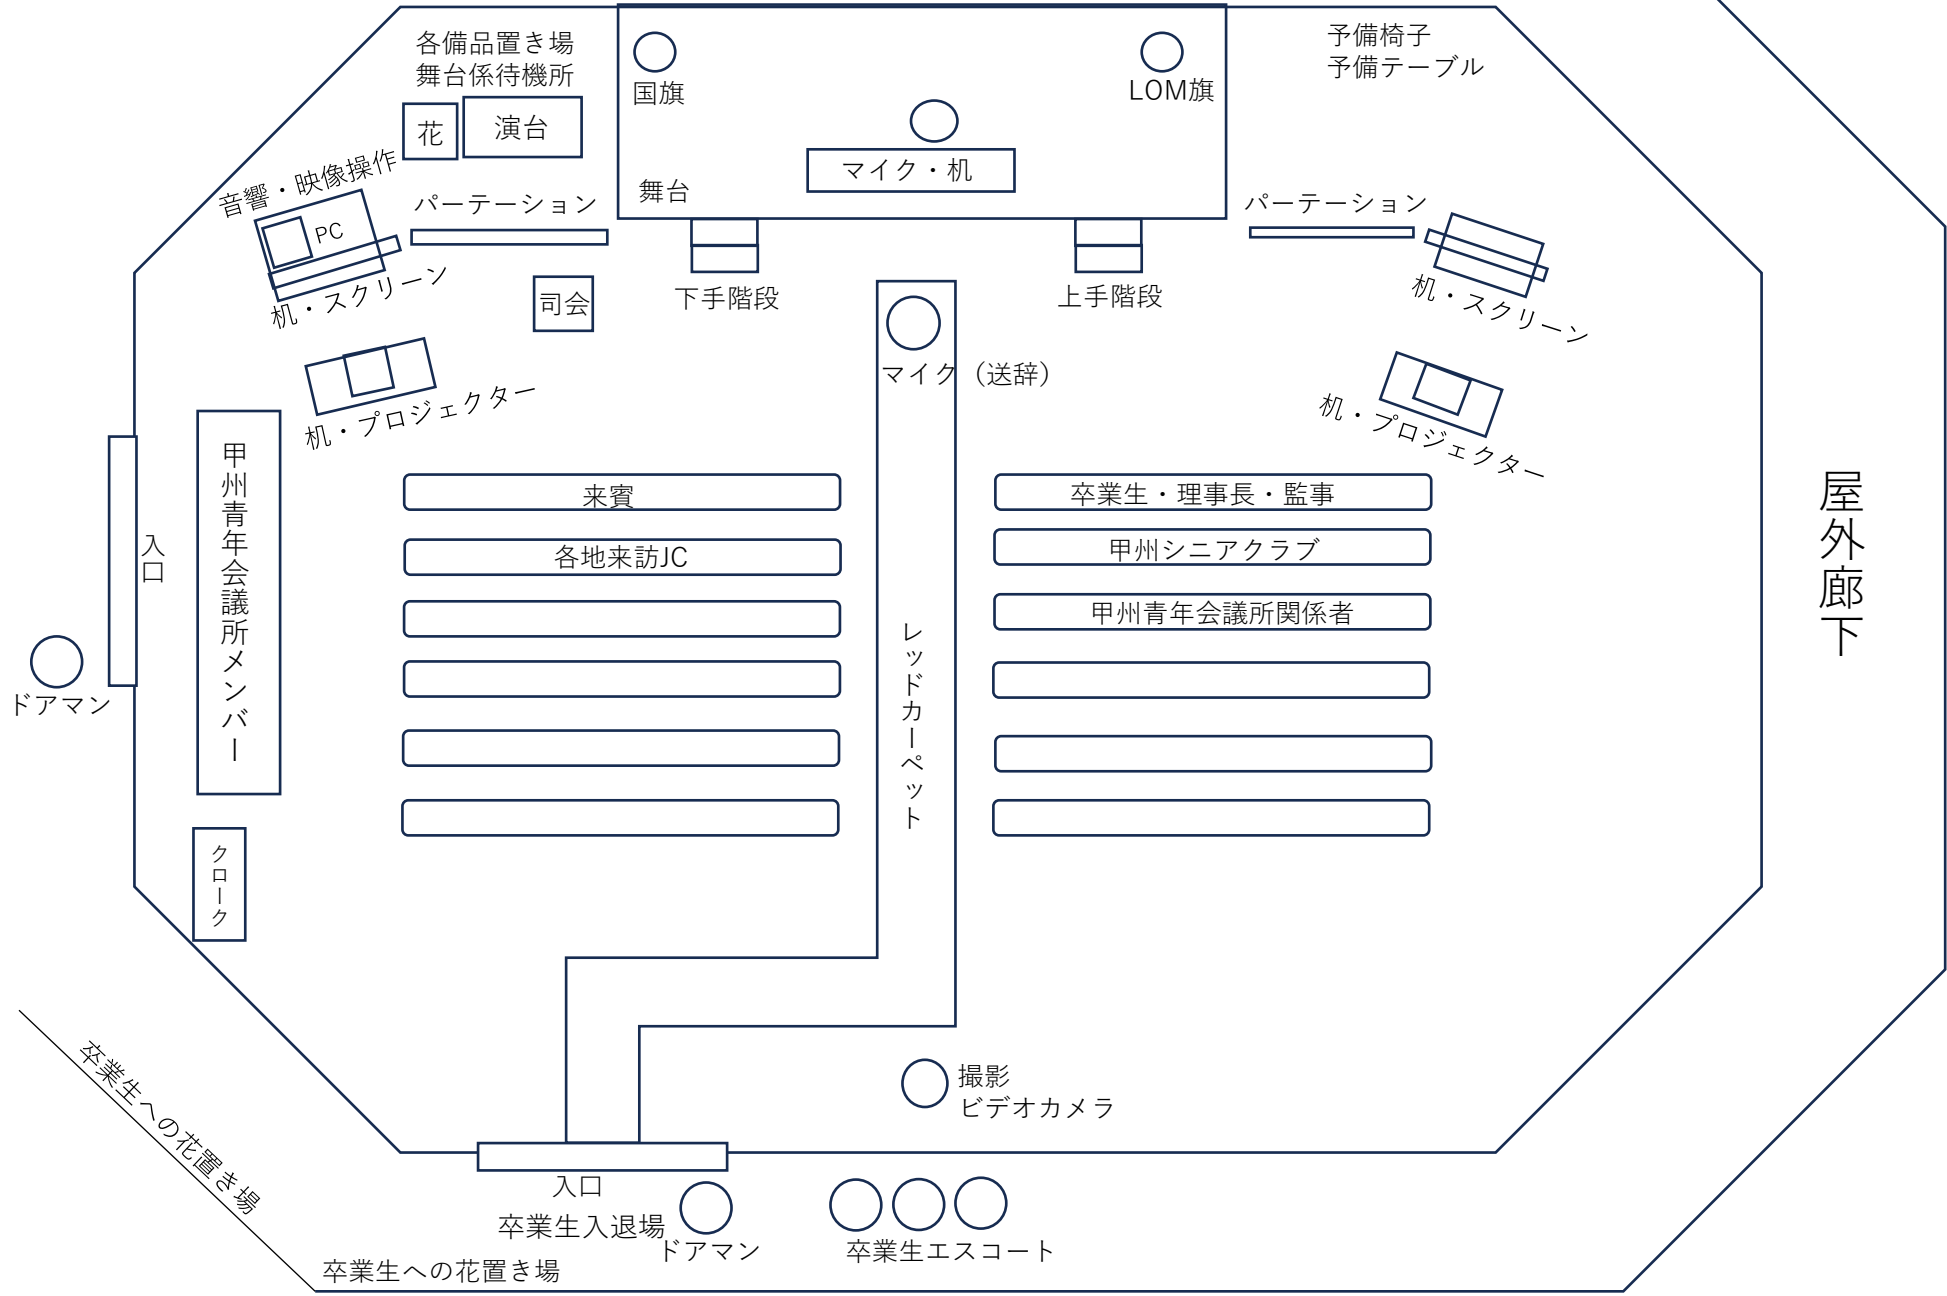 各備品置き場
舞台係待機所
国旗
LOM旗
予備椅子
予備テーブル
花
演台
マイク・机
舞台
音響・映像操作
PC
パーテーション
パーテーション
机・スクリーン
司会
下手階段
上手階段
机・スクリーン
マイク（送辞）
机・プロジェクター
机・プロジェクター
甲州青年会議所メンバー
入口
ドアマン
来賓
各地来訪JC
卒業生・理事長・監事
甲州シニアクラブ
甲州青年会議所関係者
レッドカーペット
屋外廊下
クローク
撮影
ビデオカメラ
卒業生への花置き場
入口
卒業生入退場
ドアマン
卒業生エスコート
卒業生への花置き場